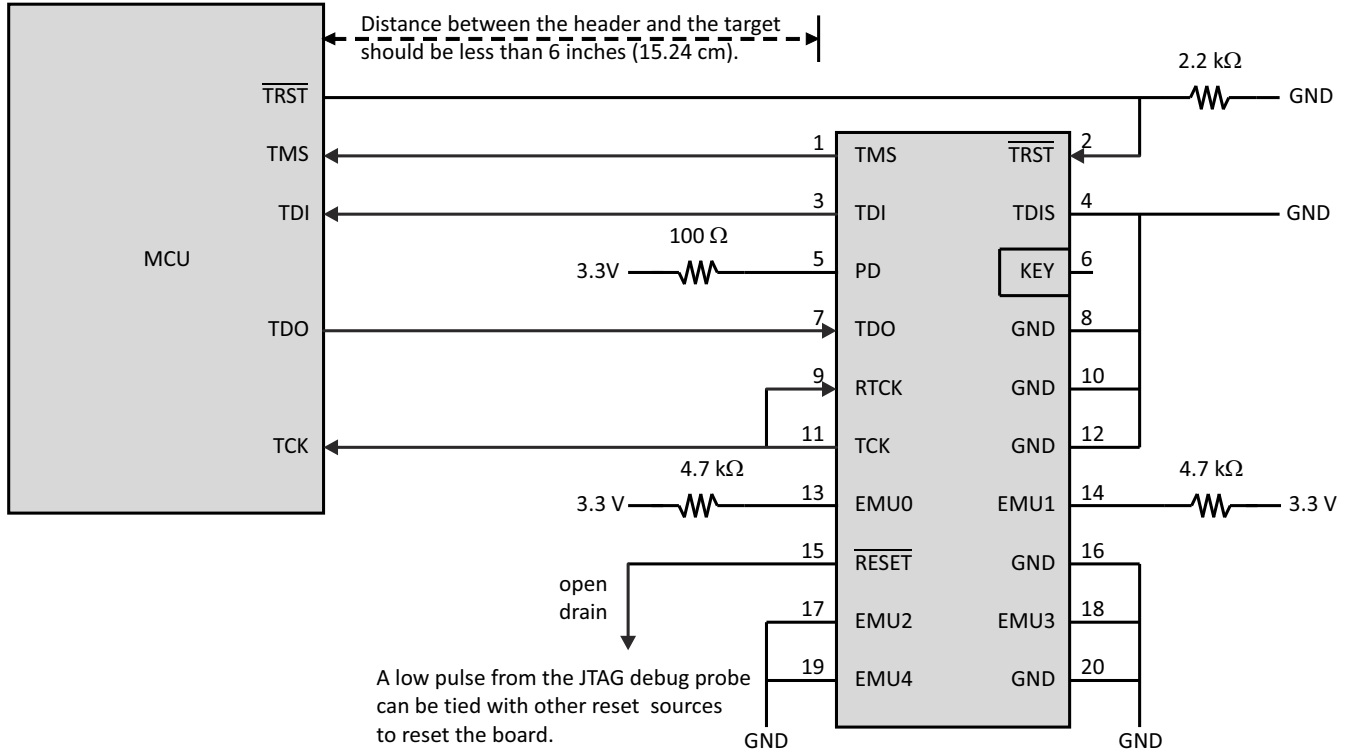 Distance between the header and the target
should be less than 6 inches (15.24 cm).
2.2 kΩ
TRST
GND
TMS
1
TMS
TRST
2
TDI
3
TDI
TDIS
4
GND
100 Ω
MCU
3.3V
5
PD
KEY
6
TDO
7
TDO
GND
8
9
RTCK
GND
10
TCK
11
TCK
GND
12
4.7 kΩ
4.7 kΩ
3.3 V
13
EMU0
EMU1
14
3.3 V
15
RESET
GND
16
open
drain
17
EMU2
EMU3
18
A low pulse from the JTAG debug probe
can be tied with other reset sources
to reset the board.
19
EMU4
GND
20
GND
GND